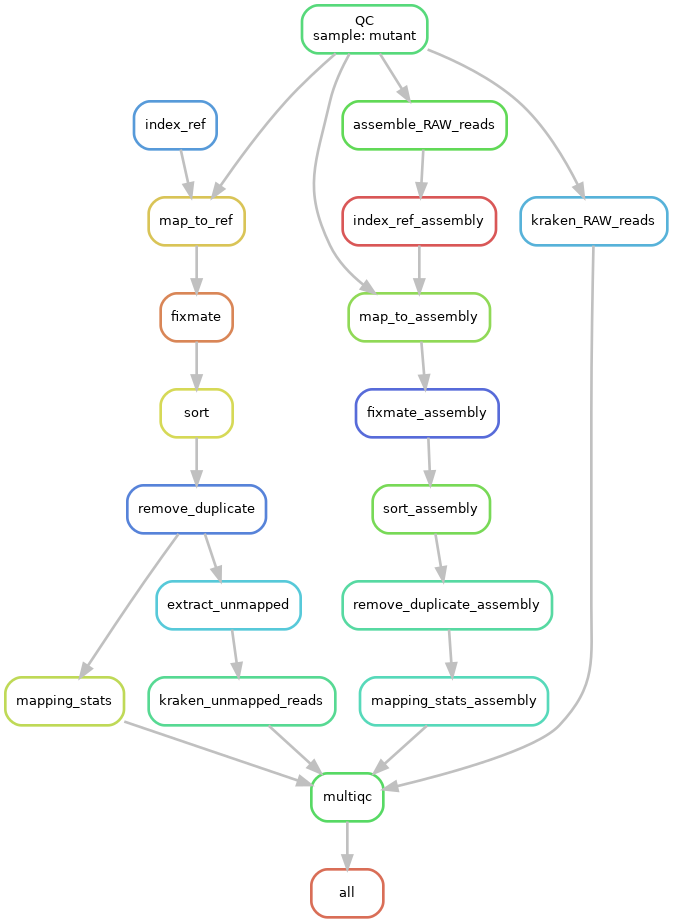 QC
sample: mutant
index_ref
assemble_RAW_reads
map_to_ref
index_ref_assembly
kraken_RAW_reads
fixmate
map_to_assembly
sort
fixmate_assembly
remove_duplicate
sort_assembly
extract_unmapped
remove_duplicate_assembly
mapping_stats
kraken_unmapped_reads
mapping_stats_assembly
multiqc
all